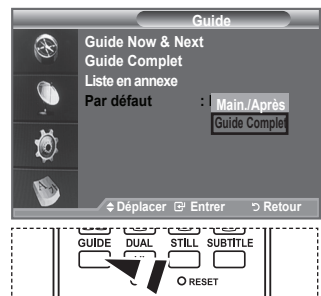 Guide
Guide Now & Next
Guide Complet
Liste en annexe
Par défaut : Main./Après
Guide Complet
Déplacer Entrer Retour
GUIDE DUAL STILL SUBTITLE
RESET